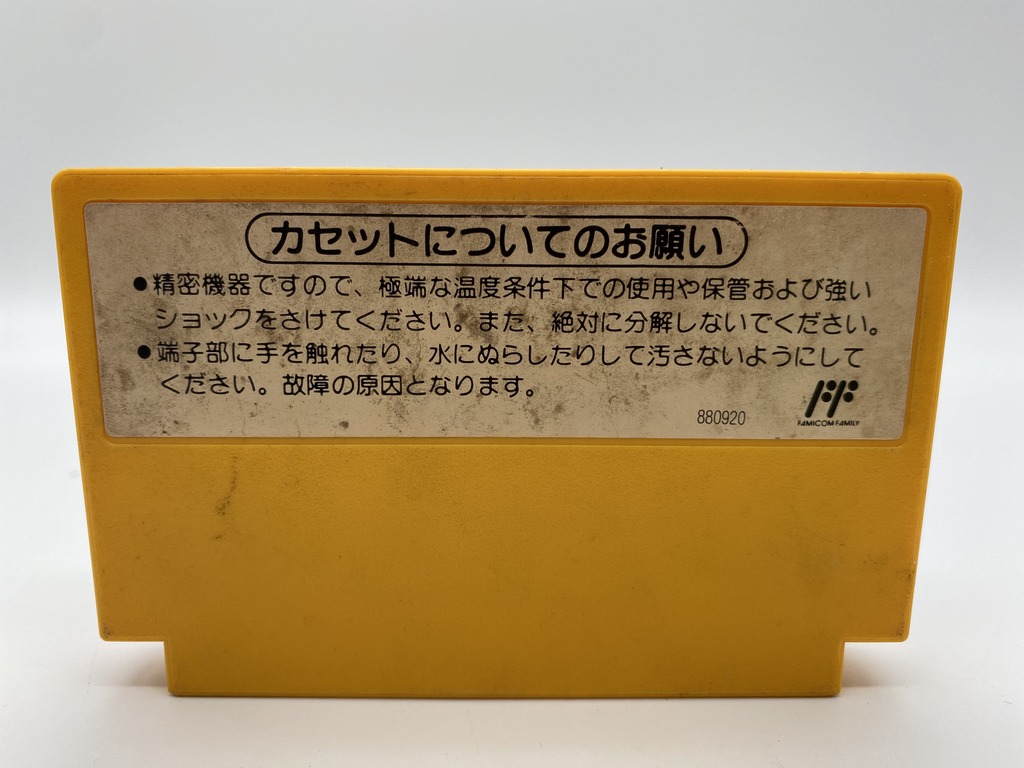 カセットについてのお願い
●精密機器ですので、極端な温度条件下での使用や保管および強い
ショックをさけてください。また、絶対に分解しないでください。
●端子部に手を触れたり、水にぬらしたりして汚さないようにして
ください。故障の原因となります。
880920
FAMICOM FAMILY